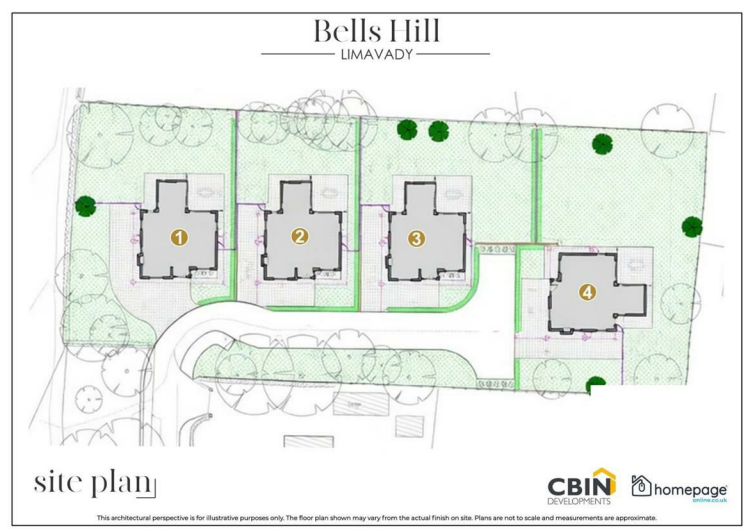 Bells Hill
LIMAVADY
1
2
3
4
site plan
CBIN
DEVELOPMENTS
homepage
online.co.uk
This architectural perspective is for illustrative purposes only. The floor plan shown may vary from the actual finish on site. Plans are not to scale and measurements are approximate.